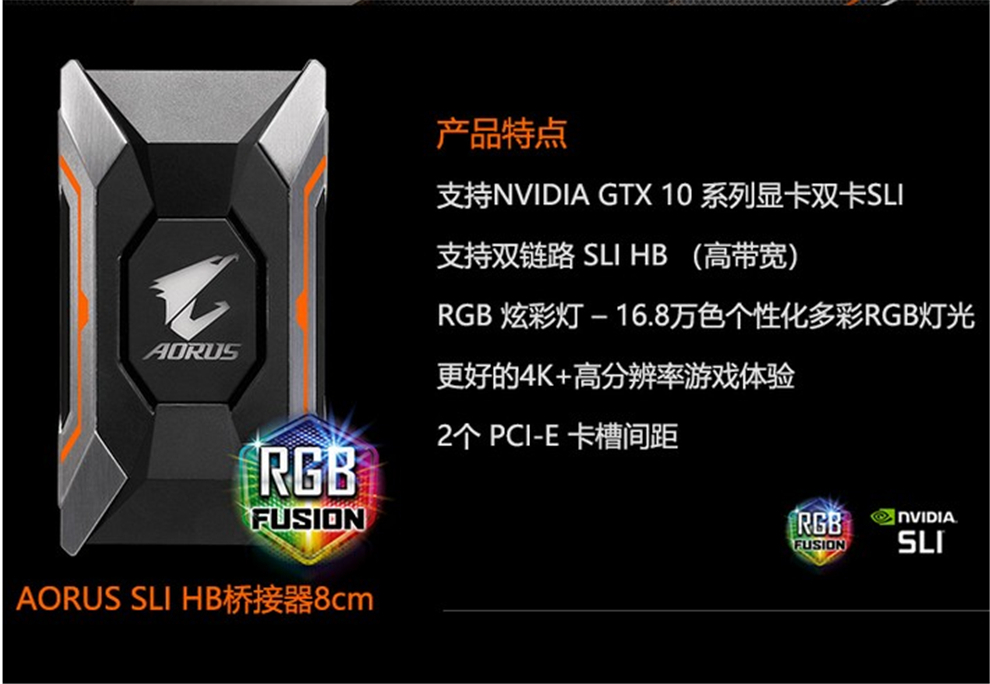 产品特点
支持NVIDIA GTX 10 系列显卡双卡SLI
支持双链路 SLI HB （高带宽）
RGB 炫彩灯 – 16.8万色个性化多彩RGB灯光
更好的4K+高分辨率游戏体验
2个 PCI-E 卡槽间距
AORUS
RGB
FUSION
RGB
FUSION
NVIDIA.
SLI
AORUS SLI HB桥接器8cm